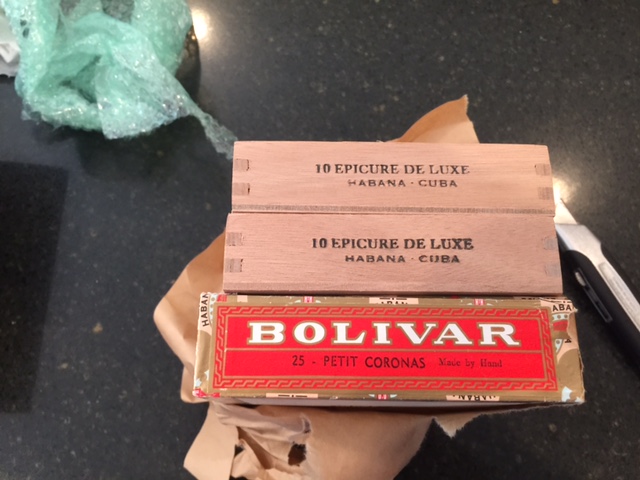 10 EPICURE DE LUXE
HABANA · CUBA
10 EPICURE DE LUXE
HABANA · CUBA
BOLIVAR
25 - PETIT CORONAS Made by Hand